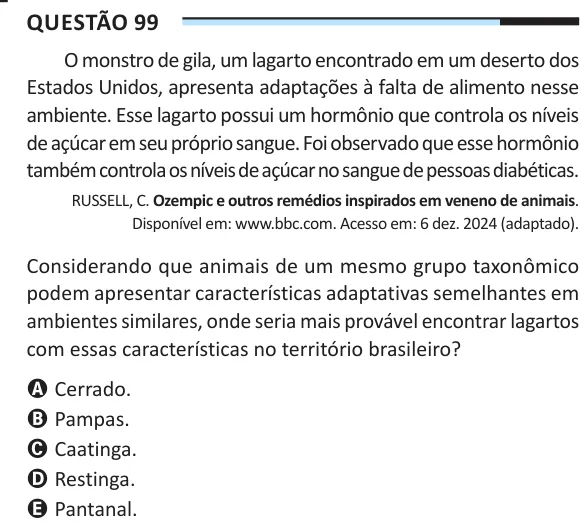 QUESTÃO 99
O monstro de gila, um lagarto encontrado em um deserto dos
Estados Unidos, apresenta adaptações à falta de alimento nesse
ambiente. Esse lagarto possui um hormônio que controla os níveis
de açúcar em seu próprio sangue. Foi observado que esse hormônio
também controla os níveis de açúcar no sangue de pessoas diabéticas.
RUSSELL, C. Ozempic e outros remédios inspirados em veneno de animais.
Disponível em: www.bbc.com. Acesso em: 6 dez. 2024 (adaptado).
Considerando que animais de um mesmo grupo taxonômico
podem apresentar características adaptativas semelhantes em
ambientes similares, onde seria mais provável encontrar lagartos
com essas características no território brasileiro?
A Cerrado.
B Pampas.
C Caatinga.
D Restinga.
E Pantanal.